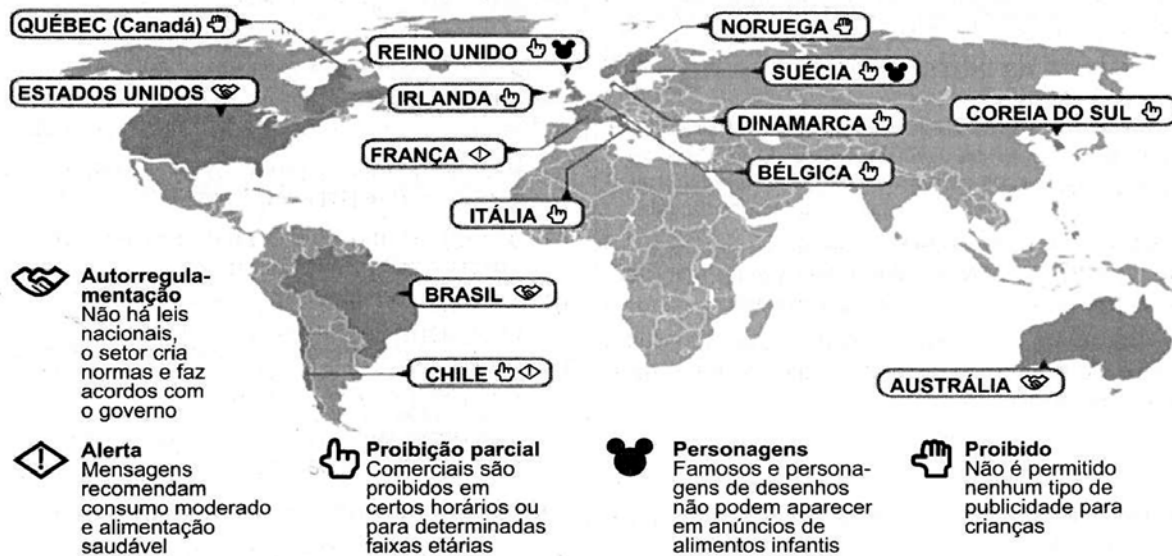 QUÉBEC (Canadá)
NORUEGA
REINO UNIDO
SUÉCIA
ESTADOS UNIDOS
IRLANDA
DINAMARCA
COREIA DO SUL
FRANÇA
BÉLGICA
ITÁLIA
BRASIL
CHILE
AUSTRÁLIA
Autorregula-
mentação
Não há leis
nacionais,
o setor cria
normas e faz
acordos com
o governo
Alerta
Mensagens
recomendam
consumo moderado
e alimentação
saudável
Proibição parcial
Comerciais são
proibidos em
certos horários ou
para determinadas
faixas etárias
Personagens
Famosos e persona-
gens de desenhos
não podem aparecer
em anúncios de
alimentos infantis
Proibido
Não é permitido
nenhum tipo de
publicidade para
crianças